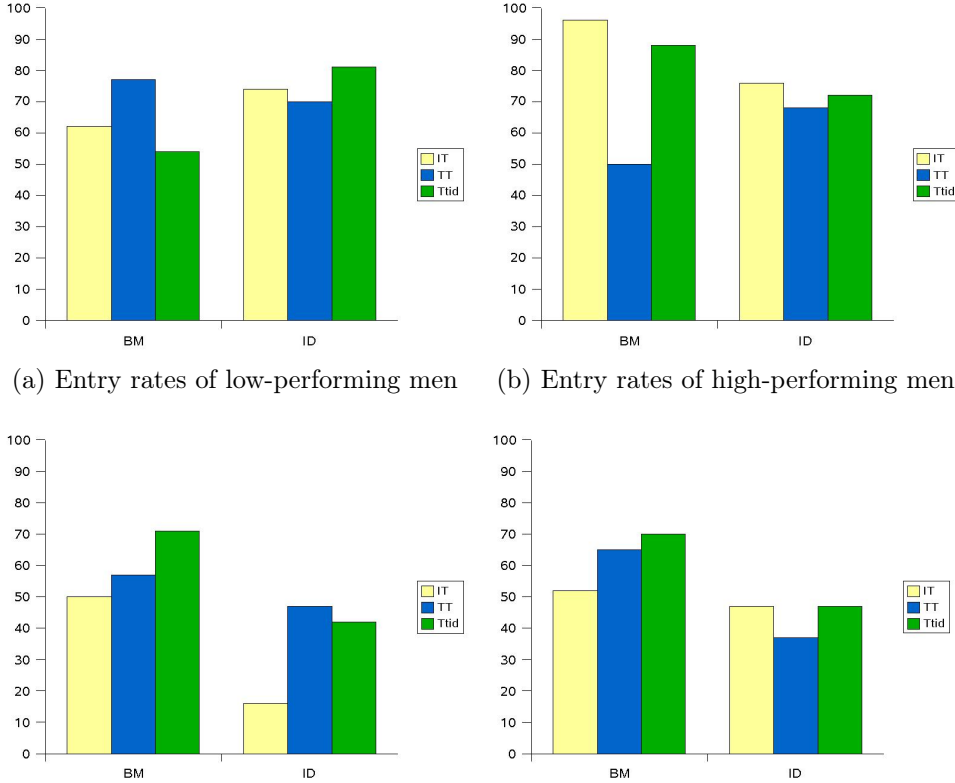 100
90
80
70
60
50
40
30
20
10
0
BM
ID
IT
TT
Ttid
(a) Entry rates of low-performing men
100
90
80
70
60
50
40
30
20
10
0
BM
ID
IT
TT
Ttid
(b) Entry rates of high-performing men
100
90
80
70
60
50
40
30
20
10
0
BM
ID
IT
TT
Ttid
100
90
80
70
60
50
40
30
20
10
0
BM
ID
IT
TT
Ttid